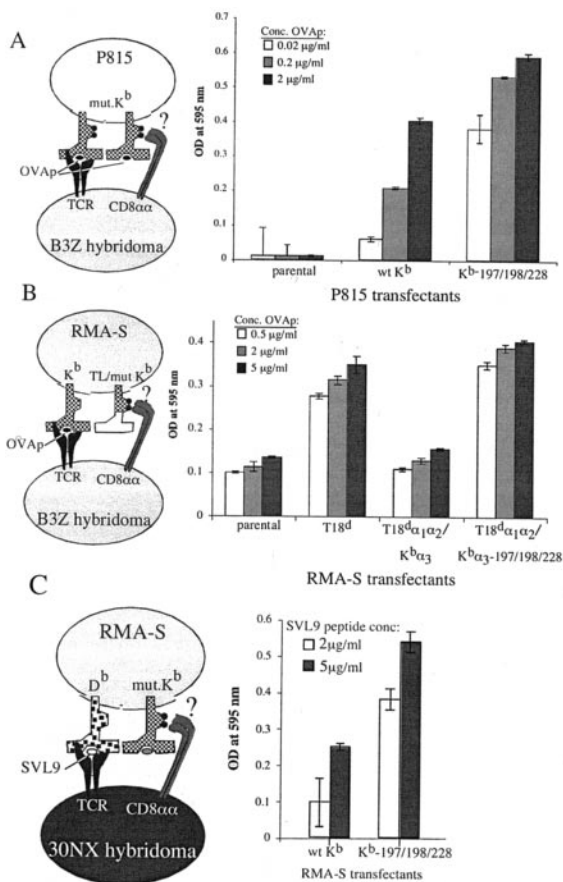 A
P815
mut.Kb
?
OVAp
TCR
CD8αα
B3Z hybridoma
Conc. OVAp:
0.02 µg/ml
0.2 µg/ml
2 µg/ml
OD at 595 nm
0.7
0.6
0.5
0.4
0.3
0.2
0.1
0.0
parental
wt Kb
Kb-197/198/228
P815 transfectants
B
RMA-S
Kb
TL/mut Kb
?
OVAp
TCR
CD8αα
B3Z hybridoma
Conc. OVAp:
0.5 µg/ml
2 µg/ml
5 µg/ml
OD at 595 nm
0.4
0.3
0.2
0.1
0
parental
T18d
T18dα1α2/
Kbα3
T18dα1α2/
Kbα3-197/198/228
RMA-S transfectants
C
RMA-S
Db
mut.Kb
?
SVL9
TCR
CD8αα
30NX hybridoma
SVL9 peptide conc:
2µg/ml
5µg/ml
OD at 595 nm
0.6
0.5
0.4
0.3
0.2
0.1
0
wt Kb
Kb-197/198/228
RMA-S transfectants